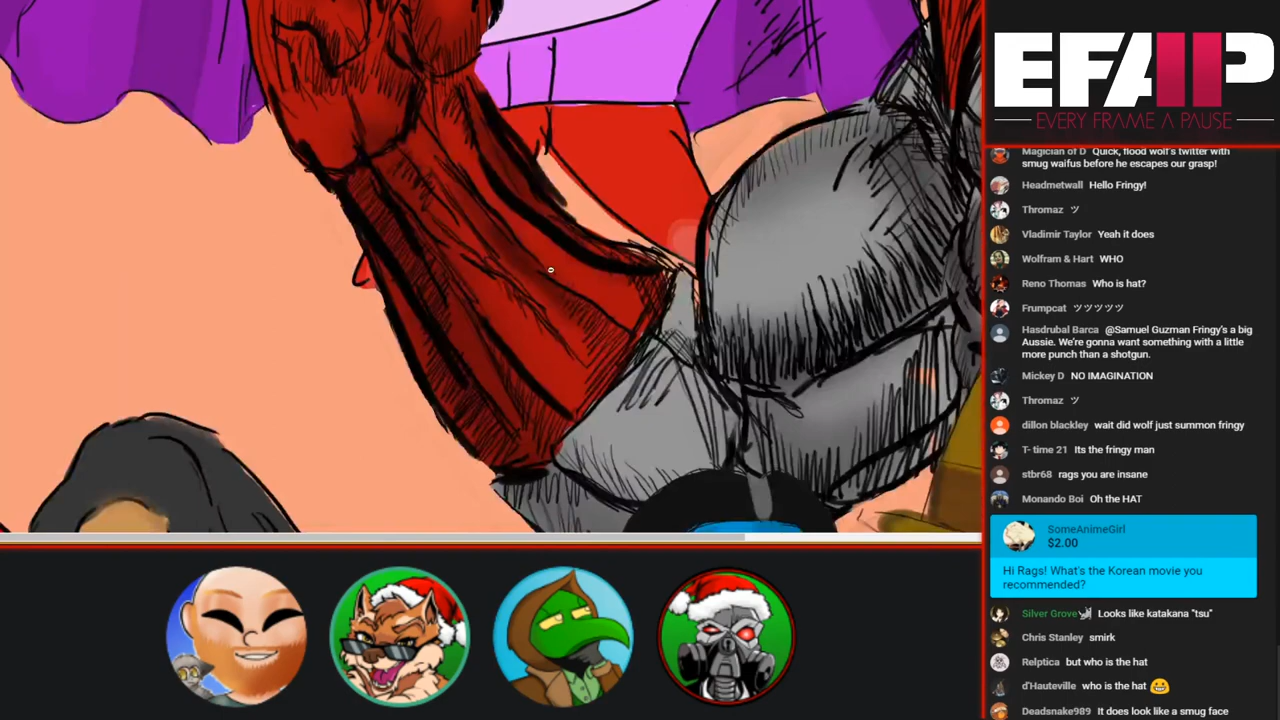 EFAP
EVERY FRAME A PAUSE
Magician of D Quick, flood wolf's twitter with
smug waifus before he escapes our grasp!
Headmetwall Hello Fringy!
Thromaz ツ
Vladimir Taylor Yeah it does
Wolfram & Hart WHO
Reno Thomas Who is hat?
Frumpcat ツツツツツ
Hasdrubal Barca @Samuel Guzman Fringy's a big
Aussie. We're gonna want something with a little
more punch than a shotgun.
Mickey D NO IMAGINATION
Thromaz ツ
dillon blackley wait did wolf just summon fringy
T- time 21 Its the fringy man
stbr68 rags you are insane
Monando Boi Oh the HAT
SomeAnimeGirl
$2.00
Hi Rags! What's the Korean movie you
recommended?
Silver Grove Looks like katakana "tsu"
Chris Stanley smirk
Relptica but who is the hat
d'Hauteville who is the hat 😀
Deadsnake989 It does look like a smug face